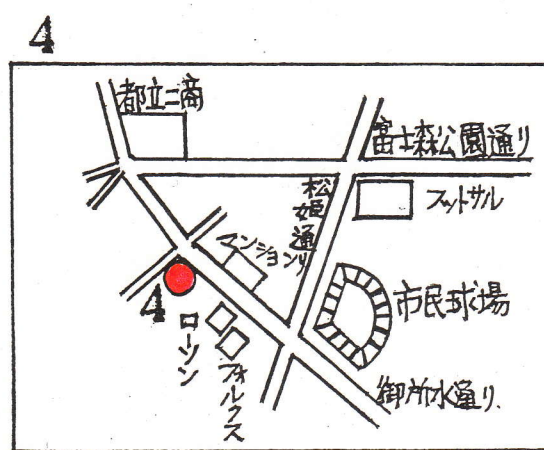 4
都立二商
富士森公園通り
松姫通り
フットサル
マンション
市民球場
4
ローソン
フォルクス
御所水通り